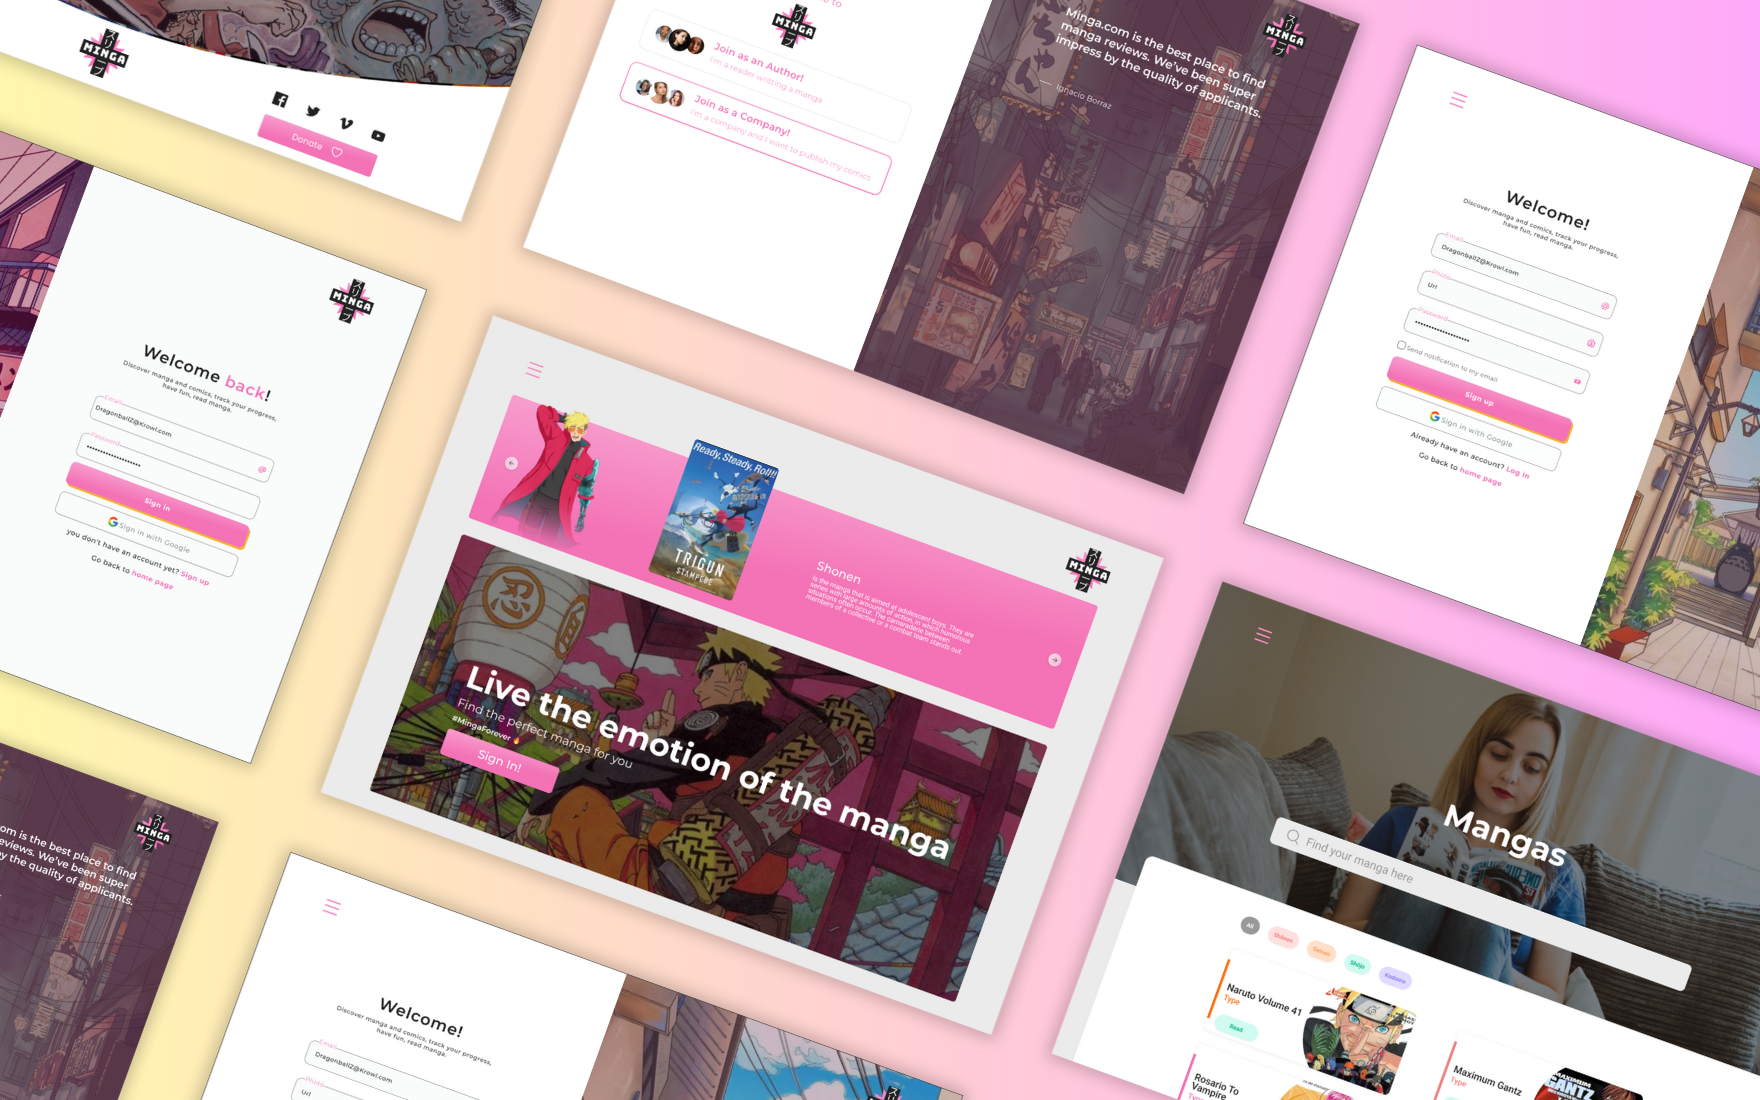 MINGA
Donate
to
MINGA
Join as an Author!
I'm a reader writting a manga
Join as a Company!
I'm a company and I want to publish my comics
Minga.com is the best place to find
manga reviews. We've been super
impress by the quality of applicants.
— Ignacio Borraz
MINGA
Welcome!
Discover manga and comics, track your progress,
have fun, read manga.
Email
DragonballZ@Krowl.com
Photo
Url
Password
Send notification to my email
Sign up
Sign in with Google
Already have an account? Log in
Go back to home page
MINGA
Welcome back!
Discover manga and comics, track your progress,
have fun, read manga.
Email
DragonballZ@Krowl.com
Password
Sign in
Sign in with Google
you don't have an account yet? Sign up
Go back to home page
Ready, Steady, Roll!!
TRIGUN
STAMPEDE
Shonen
Is the manga that is aimed at adolescent boys. They are
series with large amounts of action, in which humorous
situations often occur. The camaraderie between
members of a collective or a combat team stands out.
MINGA
忍
Live the emotion of the manga
Find the perfect manga for you
#MingaForever 🔥
Sign In!
Mangas
Find your manga here
All
Shonen
Seinen
Shojo
Kodomo
Naruto Volume 41
Type
Read
Rosario To
Vampire
Type
Maximum Gantz
Type
MAXIMUM
GANTZ
om is the best place to find
eviews. We've been super
by the quality of applicants.
MINGA
Welcome!
Discover manga and comics, track your progress,
have fun, read manga.
Email
DragonballZ@Krowl.com
Photo
Url